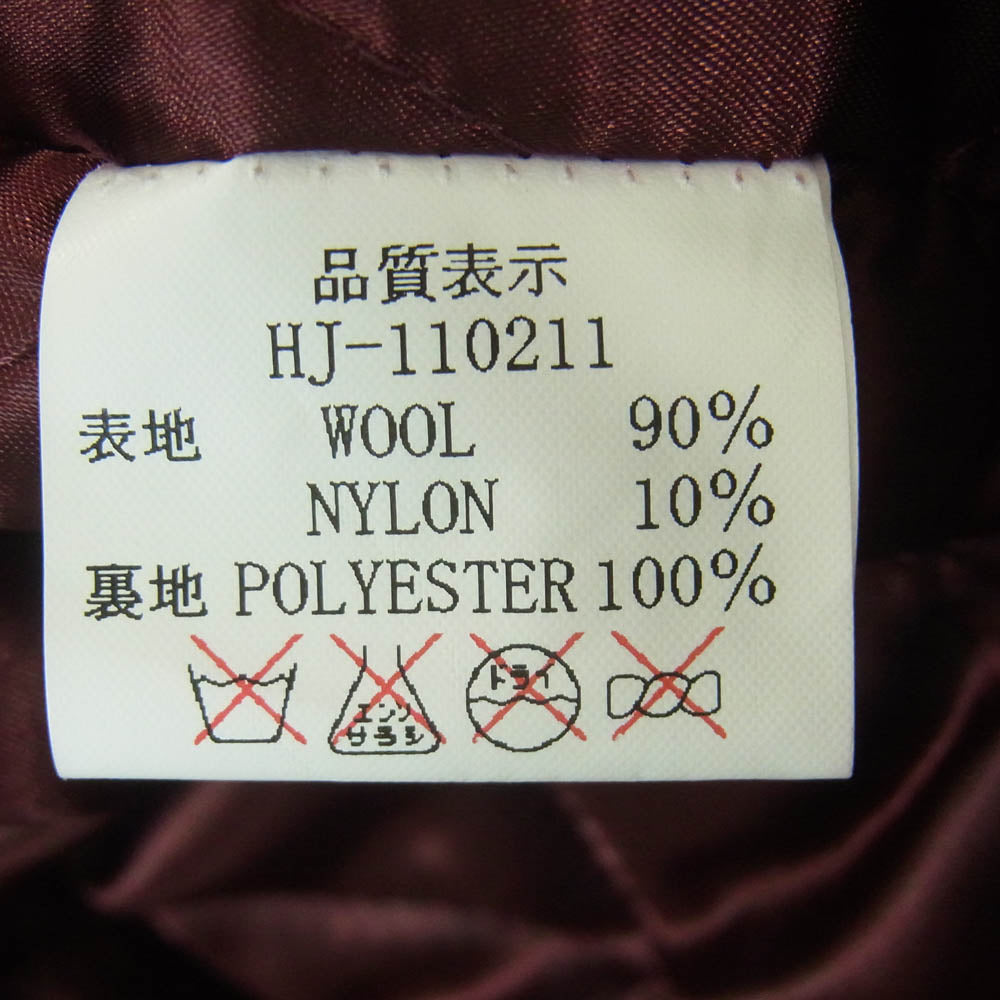 品質表示
HJ-110211
表地 WOOL 90%
NYLON 10%
裏地 POLYESTER 100%
エンソ サラシ ドライ